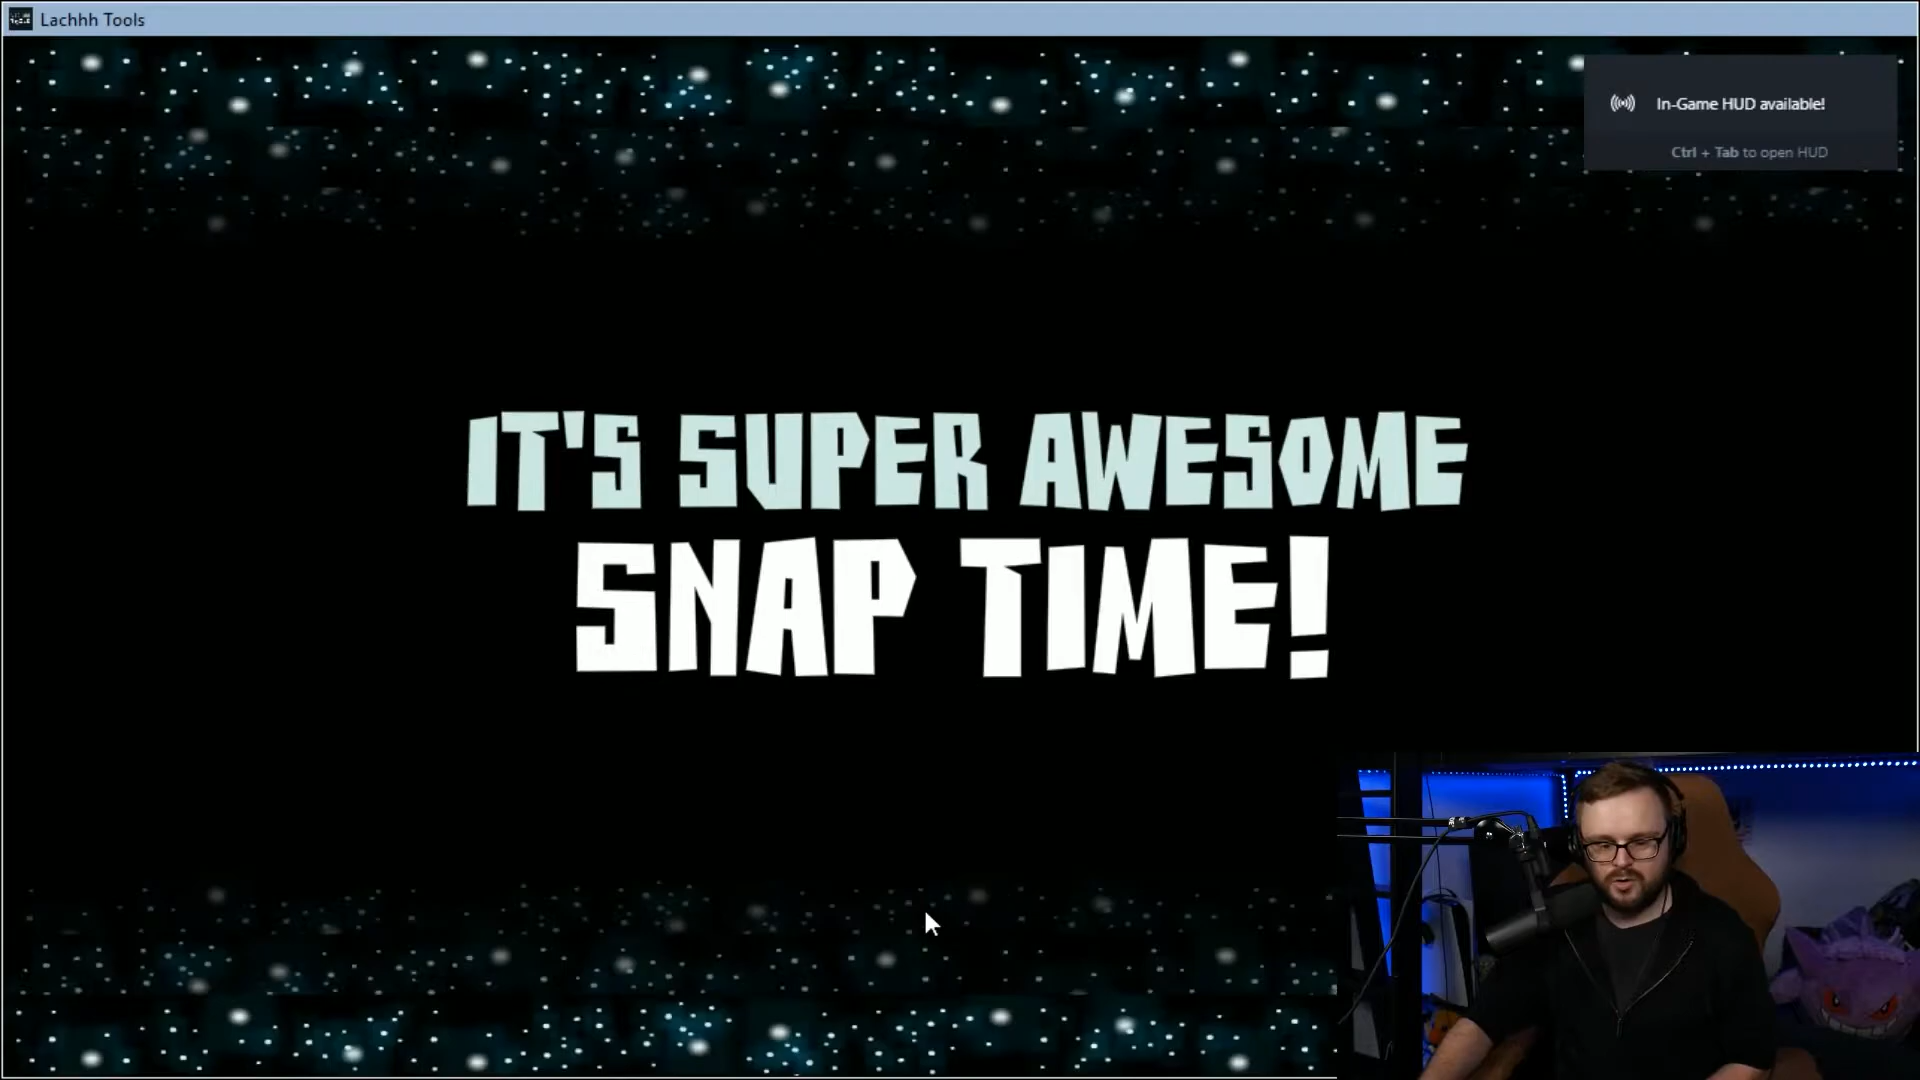 Lachhh Tools
In-Game HUD available!
Ctrl + Tab to open HUD
IT'S SUPER AWESOME
SNAP TIME!